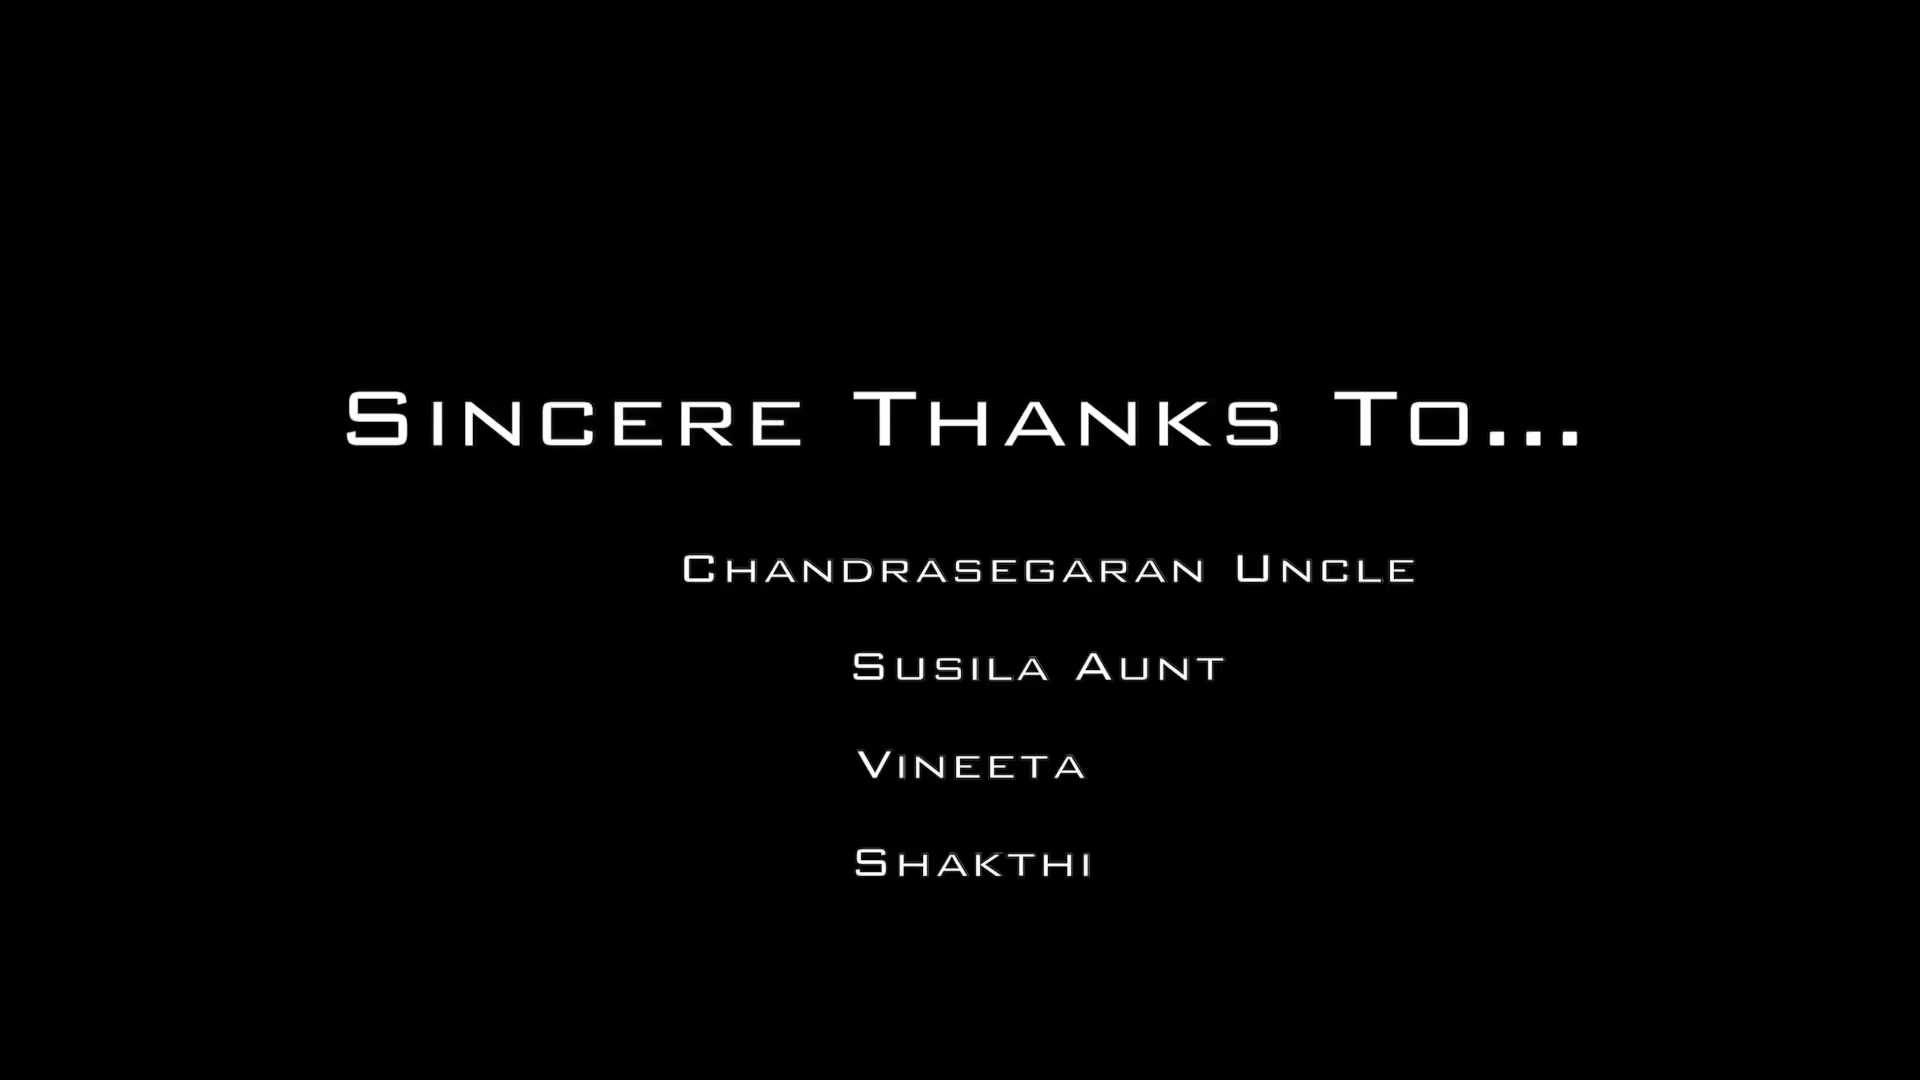 Sincere Thanks To...
Chandrasegaran Uncle
Susila Aunt
Vineeta
Shakthi